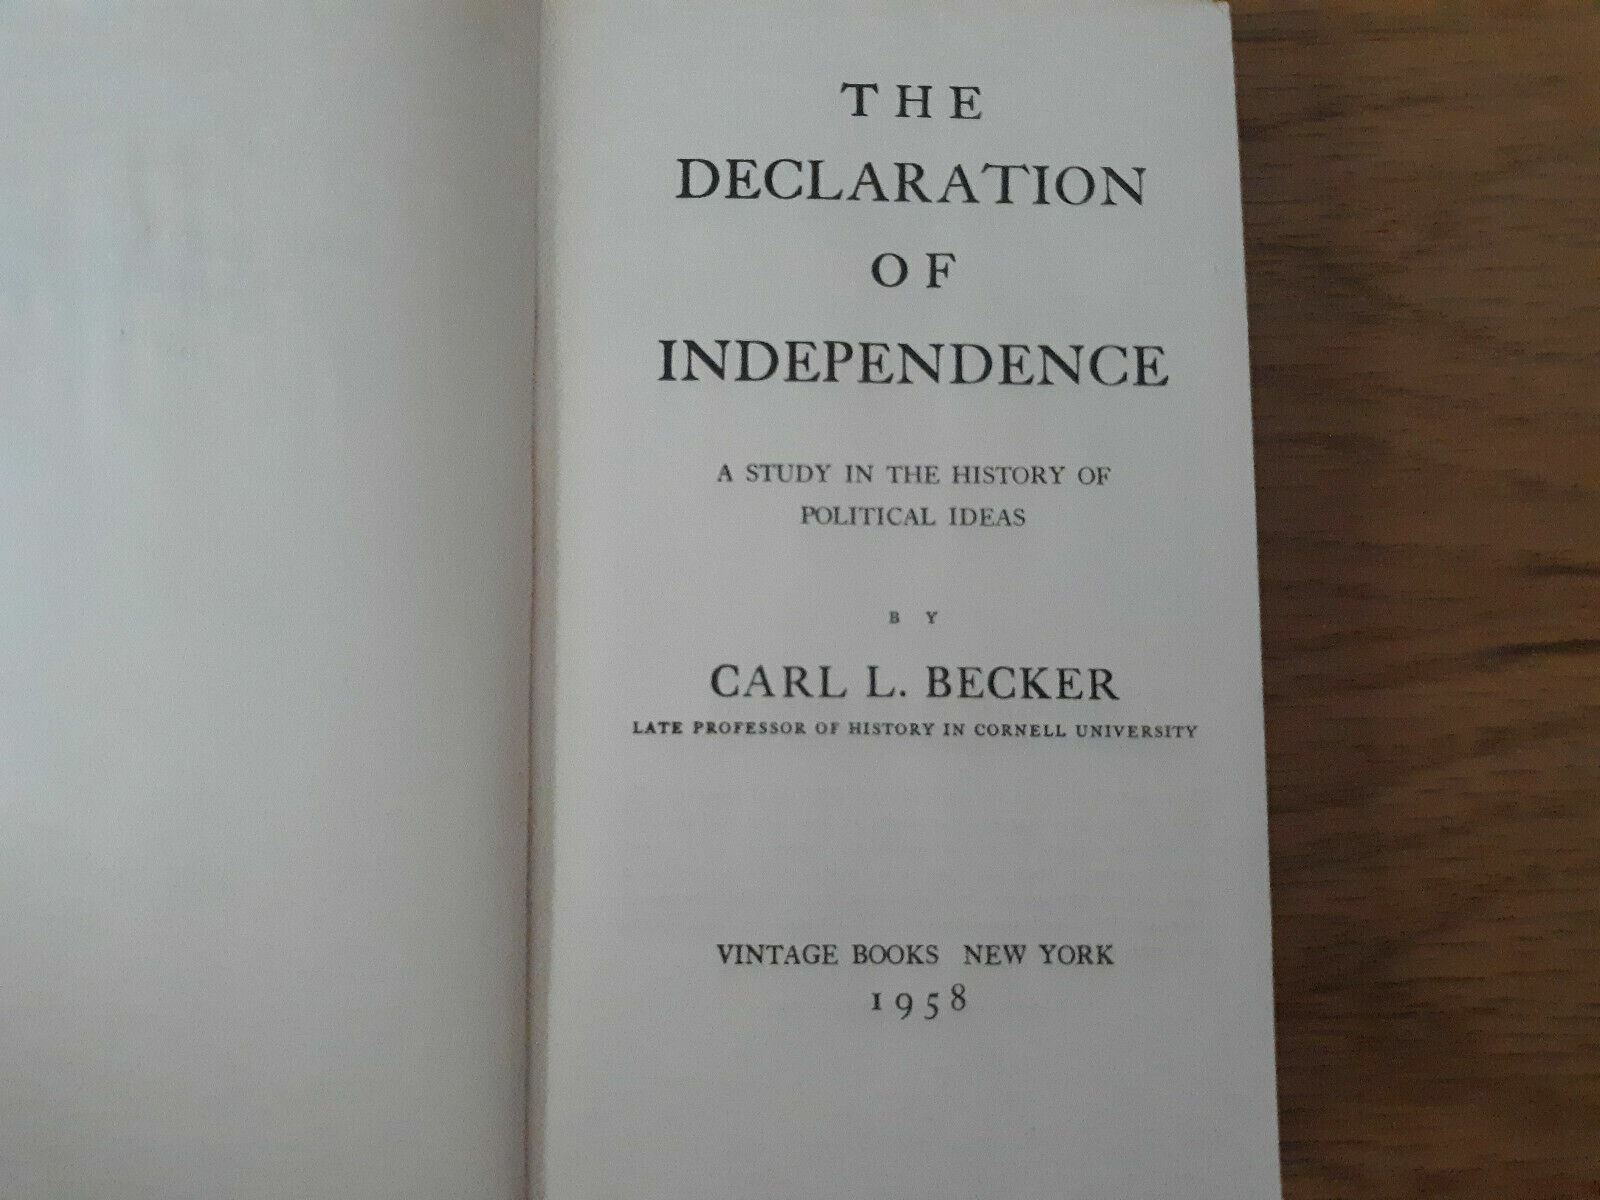 THE
DECLARATION
OF
INDEPENDENCE
A STUDY IN THE HISTORY OF
POLITICAL IDEAS
BY
CARL L. BECKER
LATE PROFESSOR OF HISTORY IN CORNELL UNIVERSITY
VINTAGE BOOKS NEW YORK
1958